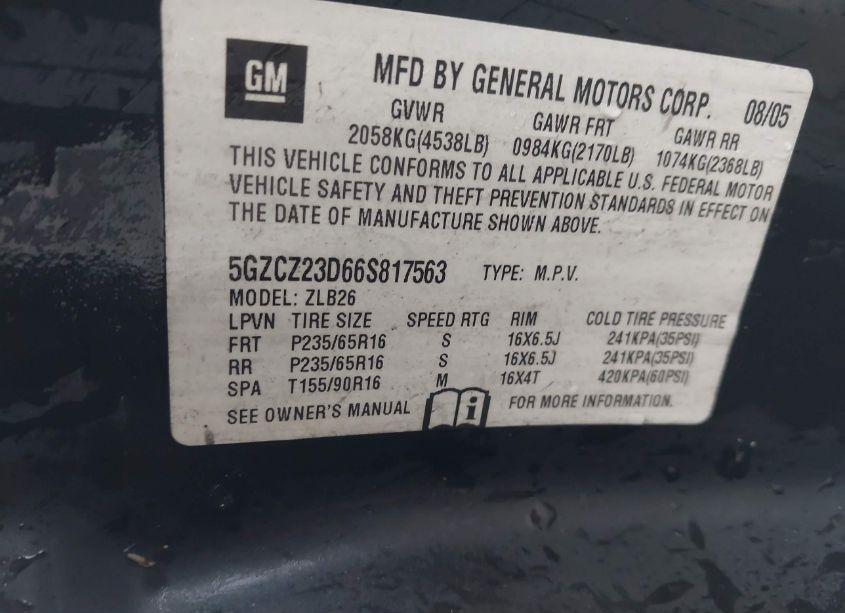 GM MFD BY GENERAL MOTORS CORP. 08/05
GVWR GAWR FRT GAWR RR
2058KG(4538LB) 0984KG(2170LB) 1074KG(2368LB)
THIS VEHICLE CONFORMS TO ALL APPLICABLE U.S. FEDERAL MOTOR
VEHICLE SAFETY AND THEFT PREVENTION STANDARDS IN EFFECT ON
THE DATE OF MANUFACTURE SHOWN ABOVE.
5GZCZ23D66S817563 TYPE: M.P.V.
MODEL: ZLB26
LPVN TIRE SIZE SPEED RTG RIM COLD TIRE PRESSURE
FRT P235/65R16 S 16X6.5J 241KPA(35PSI)
RR P235/65R16 S 16X6.5J 241KPA(35PSI)
SPA T155/90R16 M 16X4T 420KPA(60PSI)
SEE OWNER'S MANUAL i FOR MORE INFORMATION.